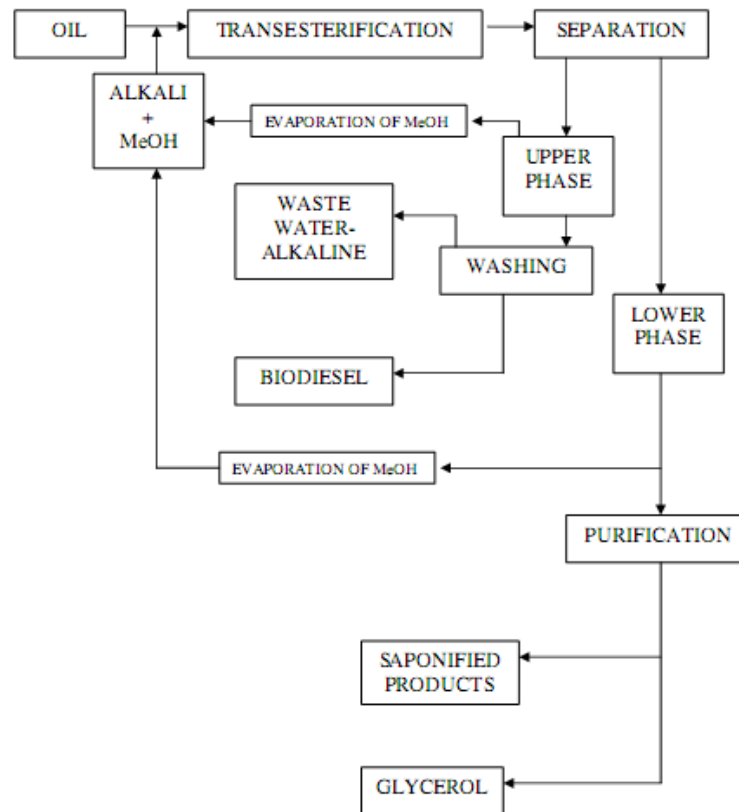 OIL
TRANSESTERIFICATION
SEPARATION
ALKALI
+
MeOH
EVAPORATION OF MeOH
UPPER
PHASE
WASTE
WATER-
ALKALINE
WASHING
LOWER
PHASE
BIODIESEL
EVAPORATION OF MeOH
PURIFICATION
SAPONIFIED
PRODUCTS
GLYCEROL